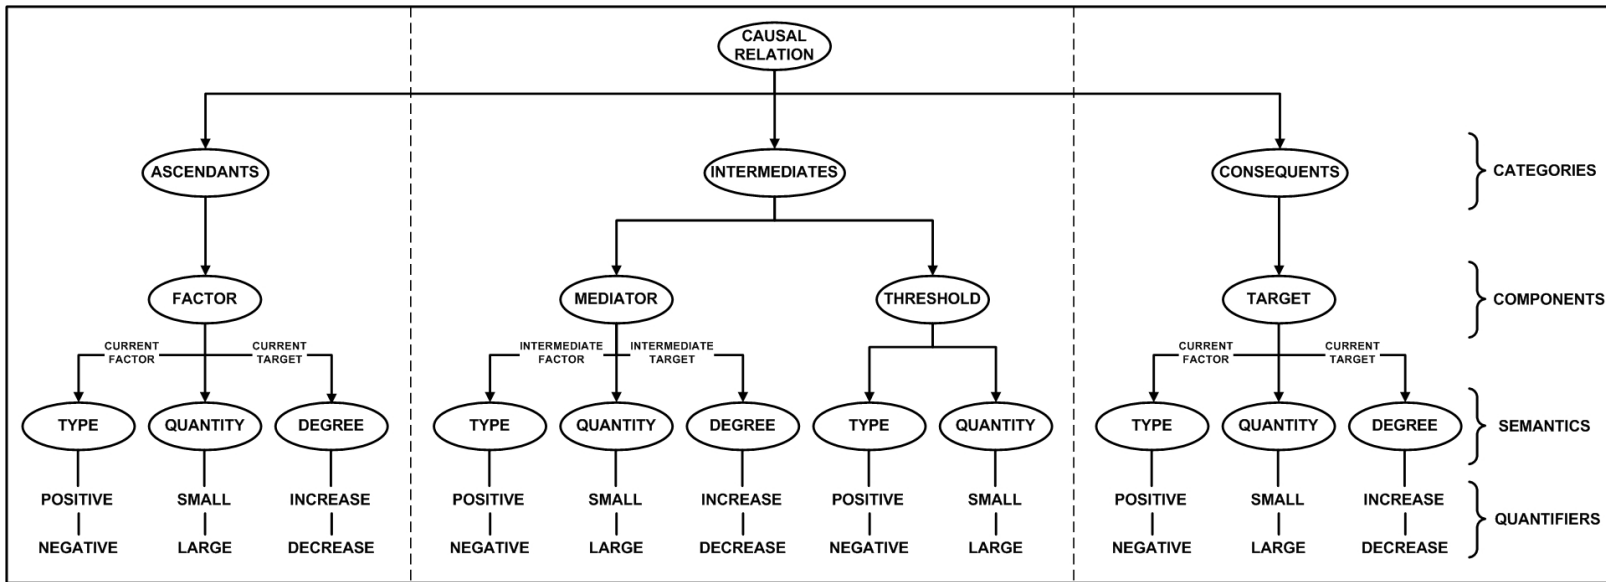 CAUSAL
RELATION
ASCENDANTS
INTERMEDIATES
CONSEQUENTS
CATEGORIES
FACTOR
MEDIATOR
THRESHOLD
TARGET
COMPONENTS
CURRENT
FACTOR
CURRENT
TARGET
INTERMEDIATE
FACTOR
INTERMEDIATE
TARGET
CURRENT
FACTOR
CURRENT
TARGET
TYPE
QUANTITY
DEGREE
TYPE
QUANTITY
DEGREE
TYPE
QUANTITY
TYPE
QUANTITY
DEGREE
SEMANTICS
POSITIVE
SMALL
INCREASE
POSITIVE
SMALL
INCREASE
POSITIVE
SMALL
POSITIVE
SMALL
INCREASE
QUANTIFIERS
NEGATIVE
LARGE
DECREASE
NEGATIVE
LARGE
DECREASE
NEGATIVE
LARGE
NEGATIVE
LARGE
DECREASE